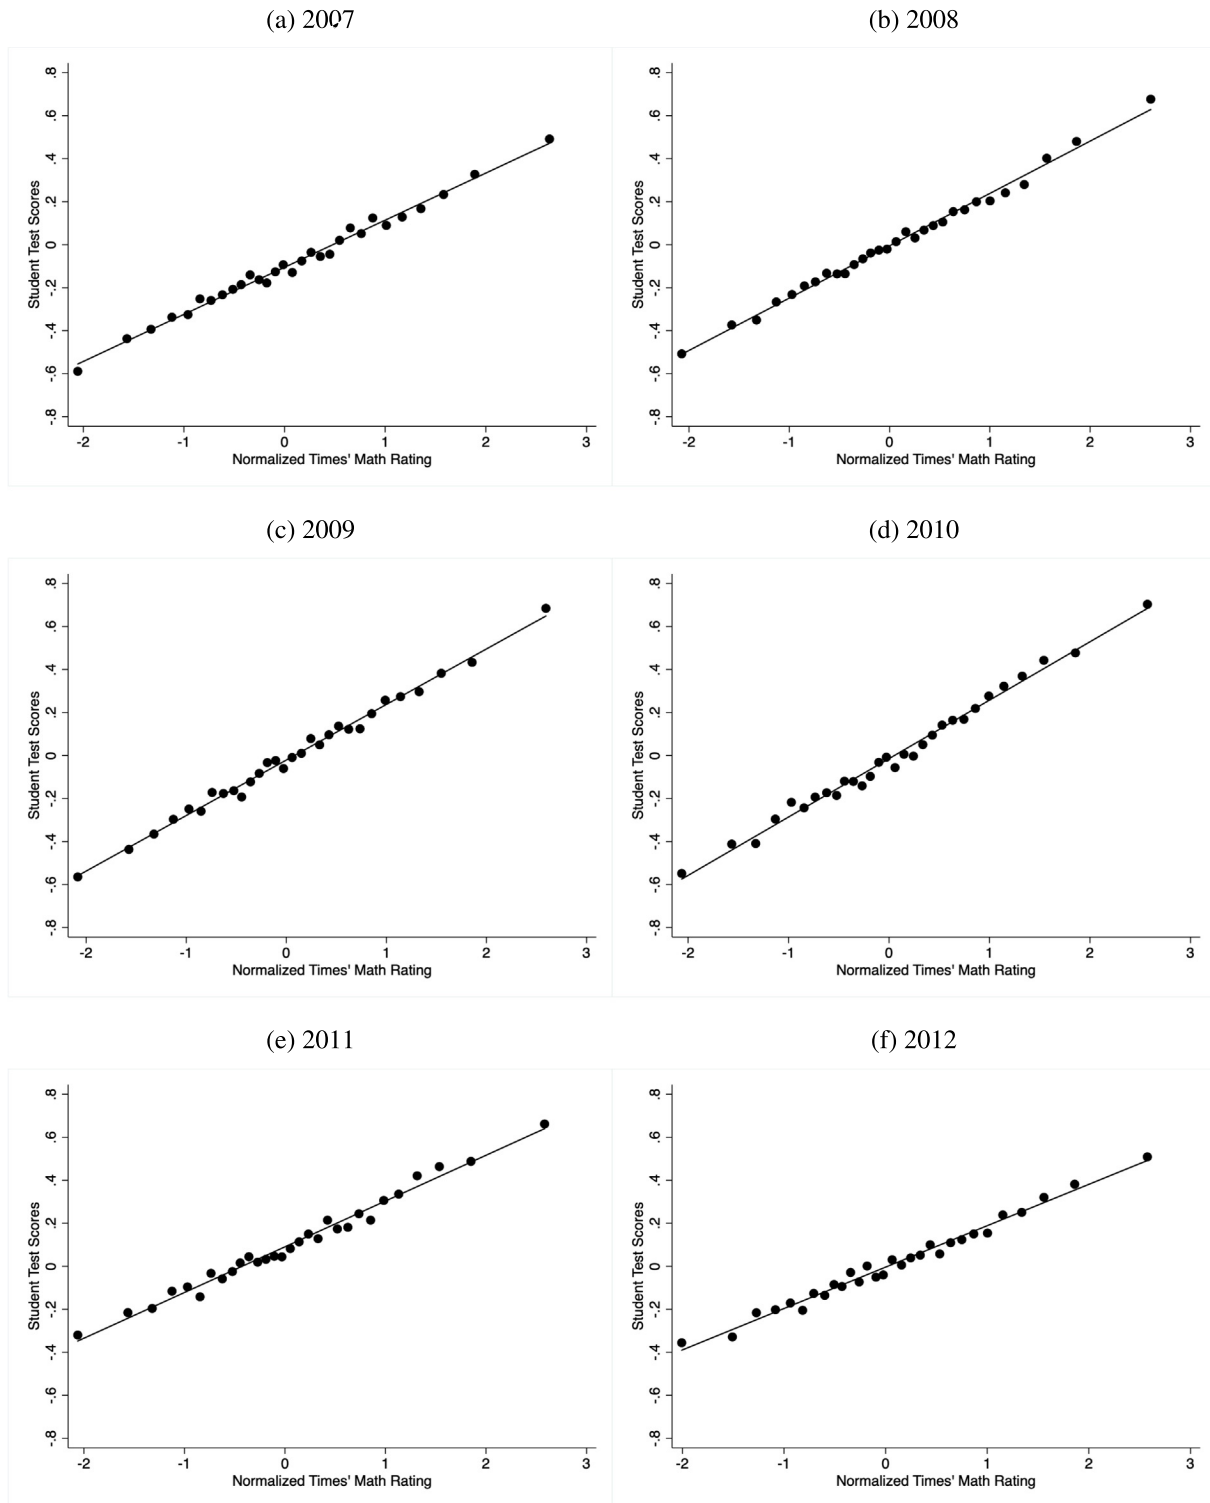 (a) 2007
(b) 2008
Student Test Scores
.8
.6
.4
.2
0
-.2
-.4
-.6
-.8
-2 -1 0 1 2 3
Normalized Times' Math Rating
Student Test Scores
.8
.6
.4
.2
0
-.2
-.4
-.6
-.8
-2 -1 0 1 2 3
Normalized Times' Math Rating
(c) 2009
(d) 2010
Student Test Scores
.8
.6
.4
.2
0
-.2
-.4
-.6
-.8
-2 -1 0 1 2 3
Normalized Times' Math Rating
Student Test Scores
.8
.6
.4
.2
0
-.2
-.4
-.6
-.8
-2 -1 0 1 2 3
Normalized Times' Math Rating
(e) 2011
(f) 2012
Student Test Scores
.8
.6
.4
.2
0
-.2
-.4
-.6
-.8
-2 -1 0 1 2 3
Normalized Times' Math Rating
Student Test Scores
.8
.6
.4
.2
0
-.2
-.4
-.6
-.8
-2 -1 0 1 2 3
Normalized Times' Math Rating